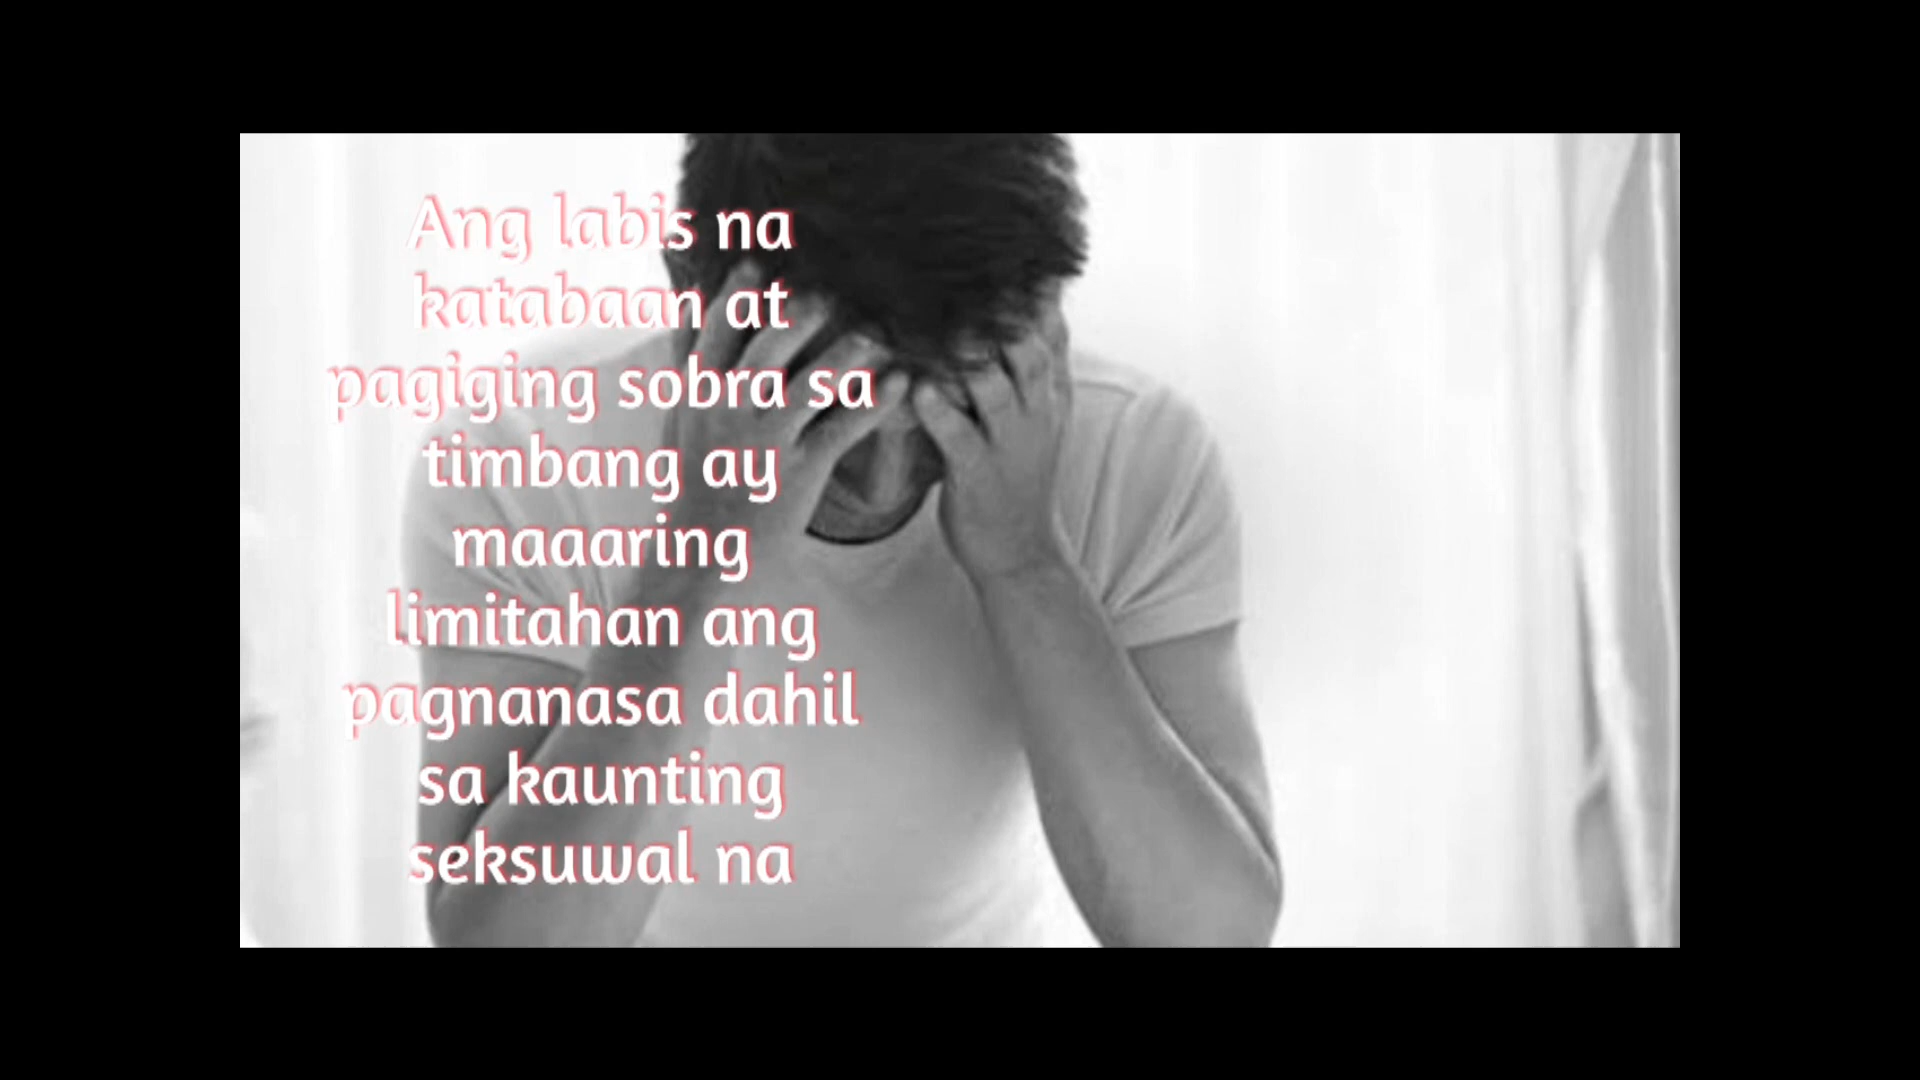 Ang labis na
katabaan at
pagiging sobra sa
timbang ay
maaaring
limitahan ang
pagnanasa dahil
sa kaunting
seksuwal na